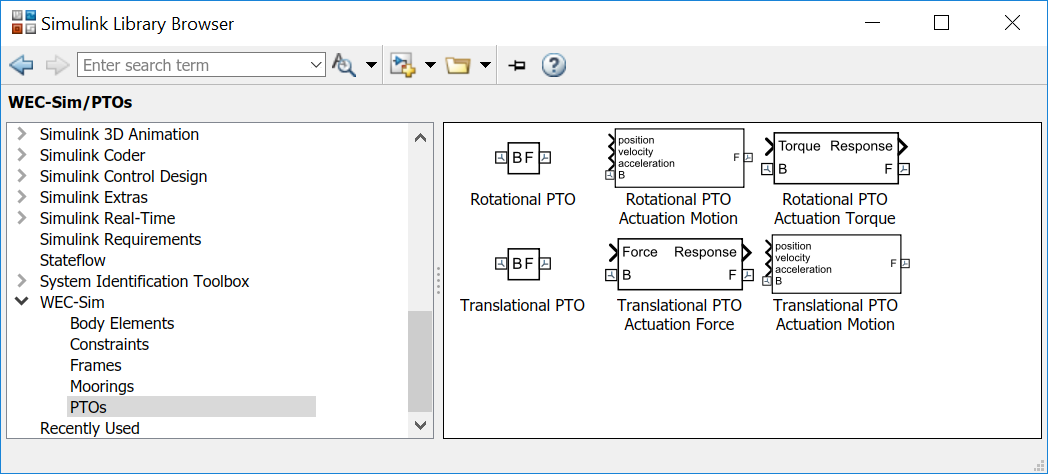 Simulink Library Browser
Enter search term
WEC-Sim/PTOs
Simulink 3D Animation
Simulink Coder
Simulink Control Design
Simulink Extras
Simulink Real-Time
Simulink Requirements
Stateflow
System Identification Toolbox
WEC-Sim
Body Elements
Constraints
Frames
Moorings
PTOs
Recently Used
B F
Rotational PTO
position
velocity
acceleration
B
F
Rotational PTO
Actuation Motion
Torque Response
B F
Rotational PTO
Actuation Torque
B F
Translational PTO
Force Response
B F
Translational PTO
Actuation Force
position
velocity
acceleration
B
F
Translational PTO
Actuation Motion